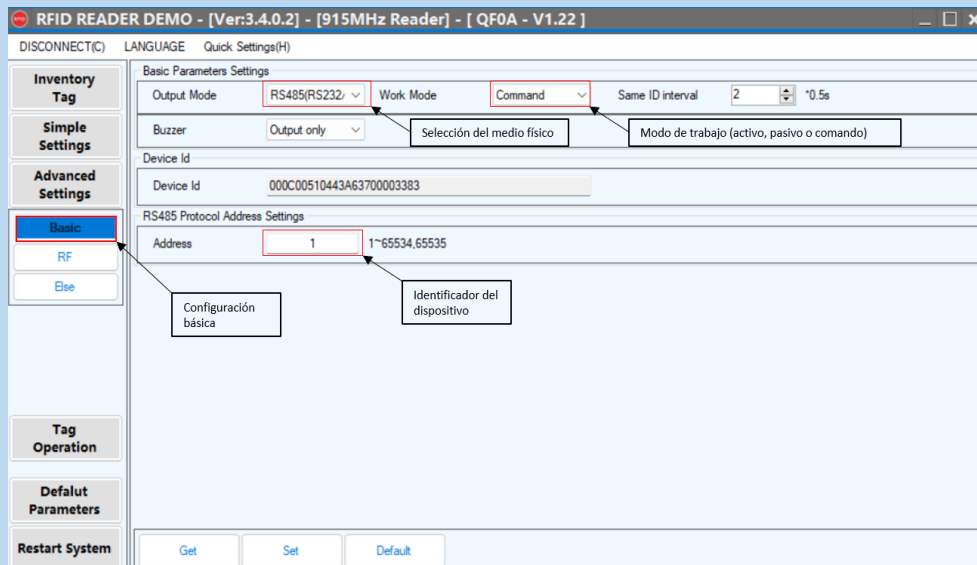 RFID READER DEMO - [Ver:3.4.0.2] - [915MHz Reader] - [ QF0A - V1.22 ]
DISCONNECT(C) LANGUAGE Quick Settings(H)
Inventory
Tag
Simple
Settings
Advanced
Settings
Basic
RF
Else
Tag
Operation
Defalut
Parameters
Restart System
Basic Parameters Settings
Output Mode RS485(RS232/ Work Mode Command Same ID interval 2 *0.5s
Selección del medio físico
Modo de trabajo (activo, pasivo o comando)
Buzzer Output only
Device Id
Device Id 000C00510443A63700003383
RS485 Protocol Address Settings
Address 1 1~65534,65535
Configuración
básica
Identificador del
dispositivo
Get Set Default